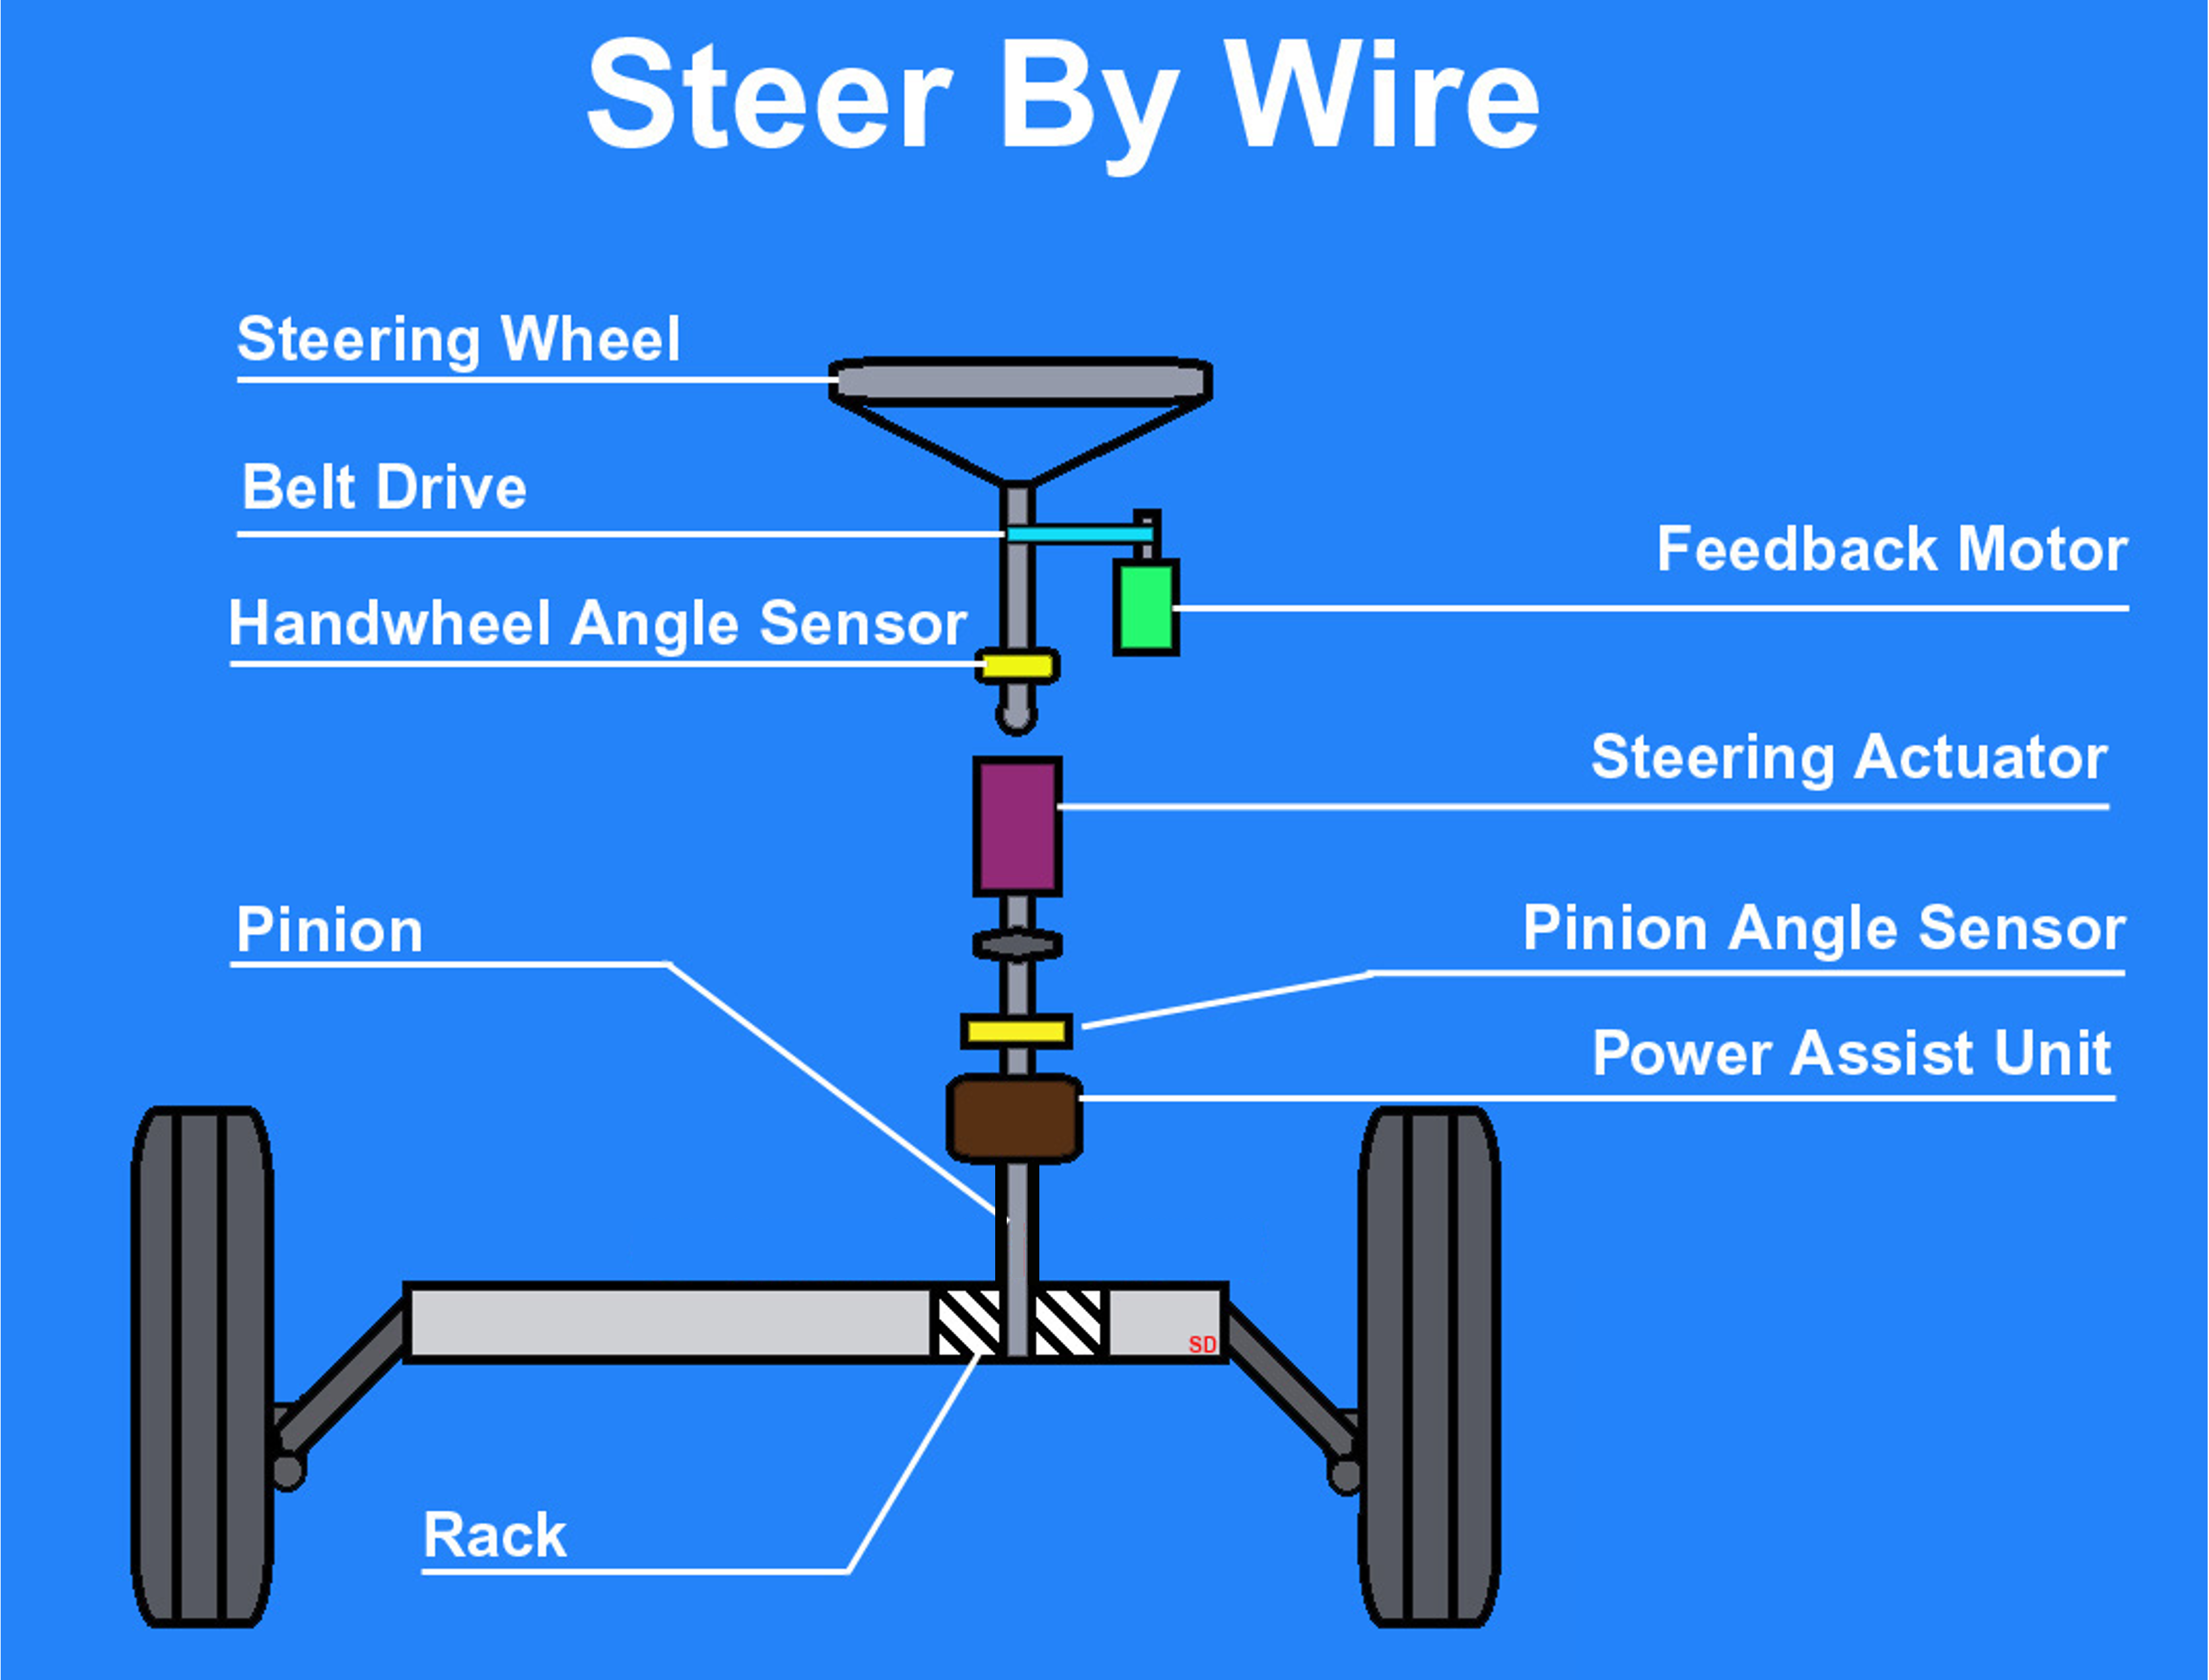 Steer By Wire
Steering Wheel
Belt Drive
Feedback Motor
Handwheel Angle Sensor
Steering Actuator
Pinion
Pinion Angle Sensor
Power Assist Unit
SD
Rack